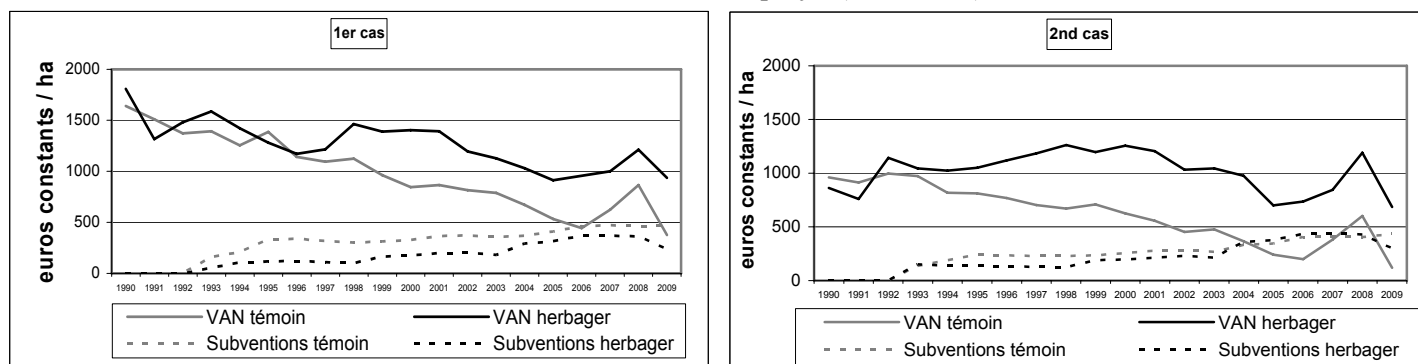 1er cas
euros constants / ha
2000
1500
1000
500
0
1990 1991 1992 1993 1994 1995 1996 1997 1998 1999 2000 2001 2002 2003 2004 2005 2006 2007 2008 2009
VAN témoin VAN herbager
Subventions témoin Subventions herbager
2nd cas
euros constants / ha
2000
1500
1000
500
0
1990 1991 1992 1993 1994 1995 1996 1997 1998 1999 2000 2001 2002 2003 2004 2005 2006 2007 2008 2009
VAN témoin VAN herbager
Subventions témoin Subventions herbager